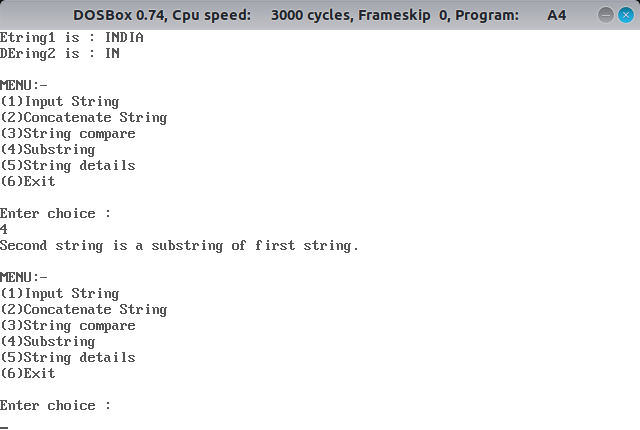 DOSBox 0.74, Cpu speed: 3000 cycles, Frameskip 0, Program: A4
Etring1 is : INDIA
DEring2 is : IN
MENU:-
(1)Input String
(2)Concatenate String
(3)String compare
(4)Substring
(5)String details
(6)Exit
Enter choice :
4
Second string is a substring of first string.
MENU:-
(1)Input String
(2)Concatenate String
(3)String compare
(4)Substring
(5)String details
(6)Exit
Enter choice :
_